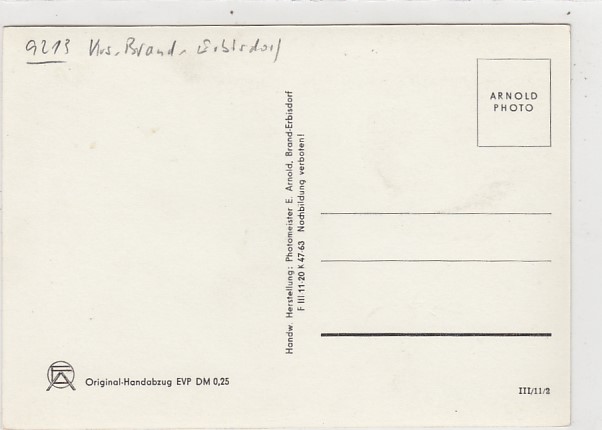 9213 Krs. Brand-Erbisdorf
ARNOLD
PHOTO
Handw. Herstellung: Photomeister E. Arnold, Brand-Erbisdorf
F III 11-20 K 47 63 Nachbildung verboten!
Original-Handabzug EVP DM 0,25
III/11/2